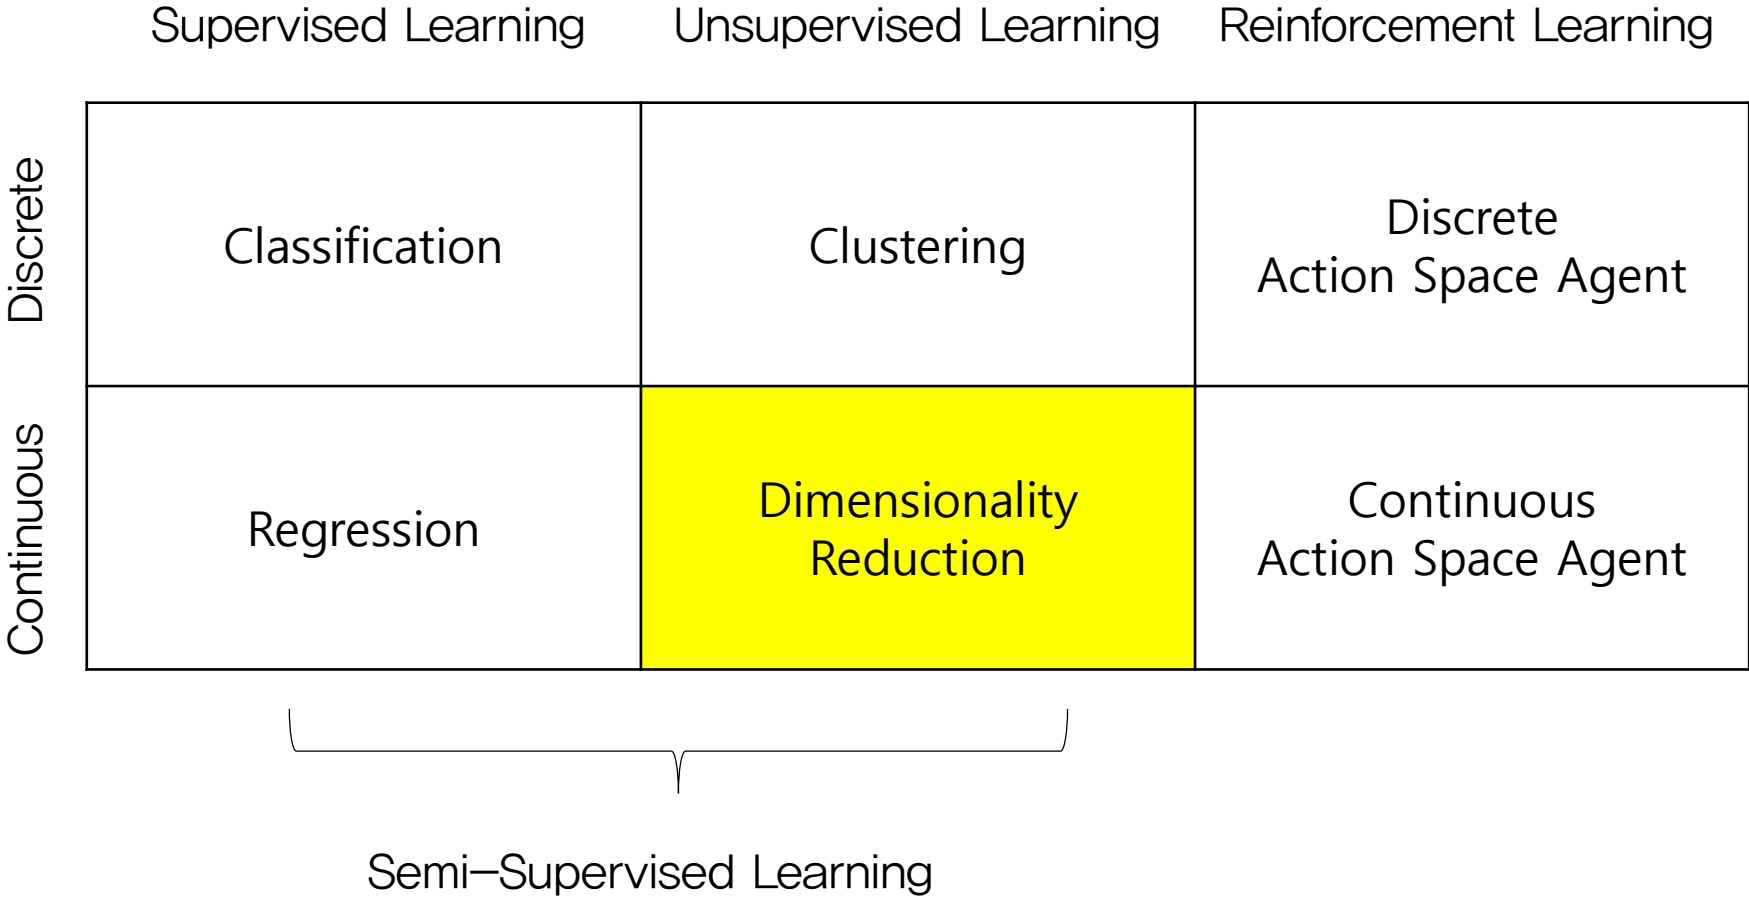 Supervised Learning
Unsupervised Learning
Reinforcement Learning
Discrete
Classification
Clustering
Discrete
Action Space Agent
Continuous
Regression
Dimensionality
Reduction
Continuous
Action Space Agent
Semi-Supervised Learning